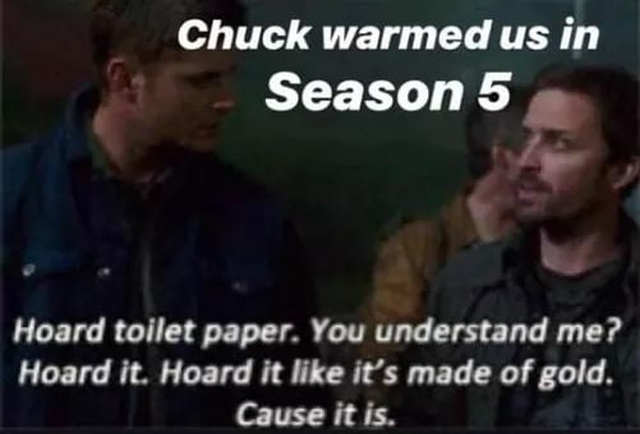 Chuck warmed us in
Season 5
Hoard toilet paper. You understand me?
Hoard it. Hoard it like it's made of gold.
Cause it is.